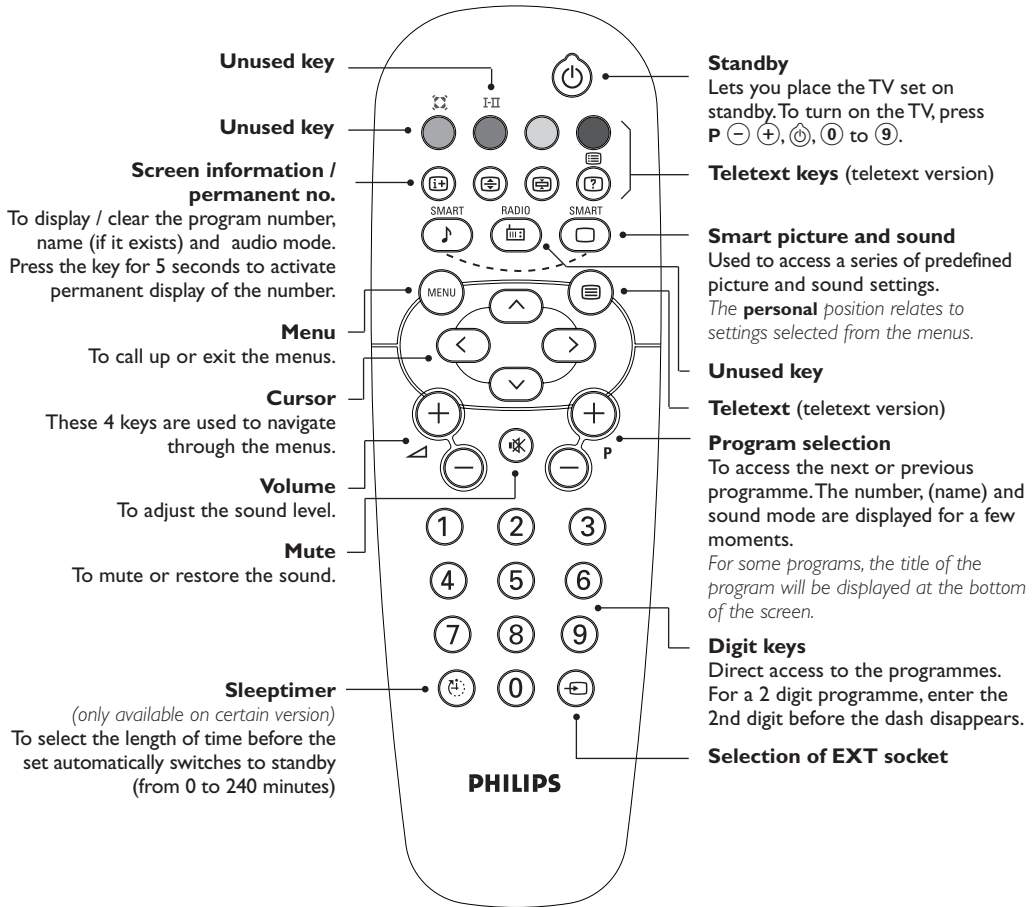 Unused key
Unused key
Screen information /
permanent no.
To display / clear the program number,
name (if it exists) and audio mode.
Press the key for 5 seconds to activate
permanent display of the number.
Menu
To call up or exit the menus.
Cursor
These 4 keys are used to navigate
through the menus.
Volume
To adjust the sound level.
Mute
To mute or restore the sound.
Sleeptimer
(only available on certain version)
To select the length of time before the
set automatically switches to standby
(from 0 to 240 minutes)
I-II
SMART
RADIO
SMART
MENU
P
1 2 3
4 5 6
7 8 9
0
PHILIPS
Standby
Lets you place the TV set on
standby. To turn on the TV, press
P − +, ⏻, 0 to 9.
Teletext keys (teletext version)
Smart picture and sound
Used to access a series of predefined
picture and sound settings.
The personal position relates to
settings selected from the menus.
Unused key
Teletext (teletext version)
Program selection
To access the next or previous
programme. The number, (name) and
sound mode are displayed for a few
moments.
For some programs, the title of the
program will be displayed at the bottom
of the screen.
Digit keys
Direct access to the programmes.
For a 2 digit programme, enter the
2nd digit before the dash disappears.
Selection of EXT socket